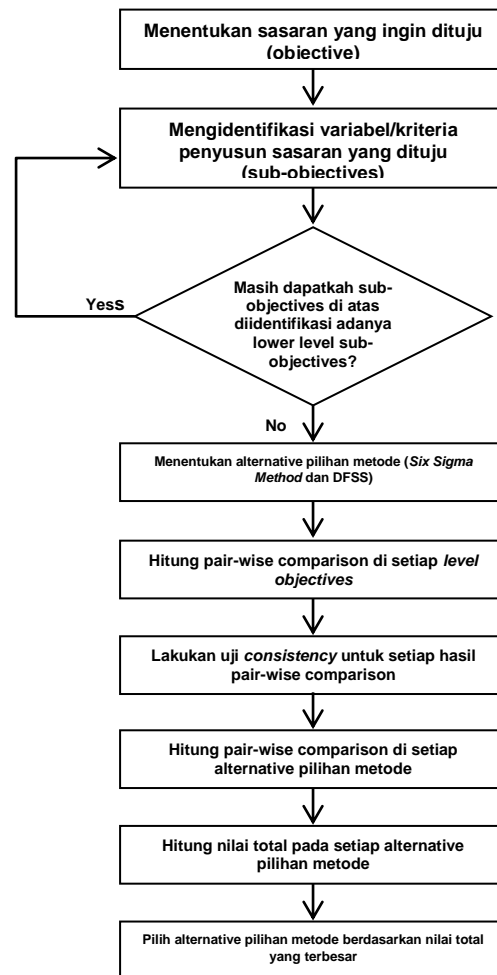 Menentukan sasaran yang ingin dituju
(objective)
Mengidentifikasi variabel/kriteria
penyusun sasaran yang dituju
(sub-objectives)
Masih dapatkah sub-
objectives di atas
diidentifikasi adanya
lower level sub-
objectives?
YesS
No
Menentukan alternative pilihan metode (Six Sigma
Method dan DFSS)
Hitung pair-wise comparison di setiap level
objectives
Lakukan uji consistency untuk setiap hasil
pair-wise comparison
Hitung pair-wise comparison di setiap
alternative pilihan metode
Hitung nilai total pada setiap alternative
pilihan metode
Pilih alternative pilihan metode berdasarkan nilai total
yang terbesar